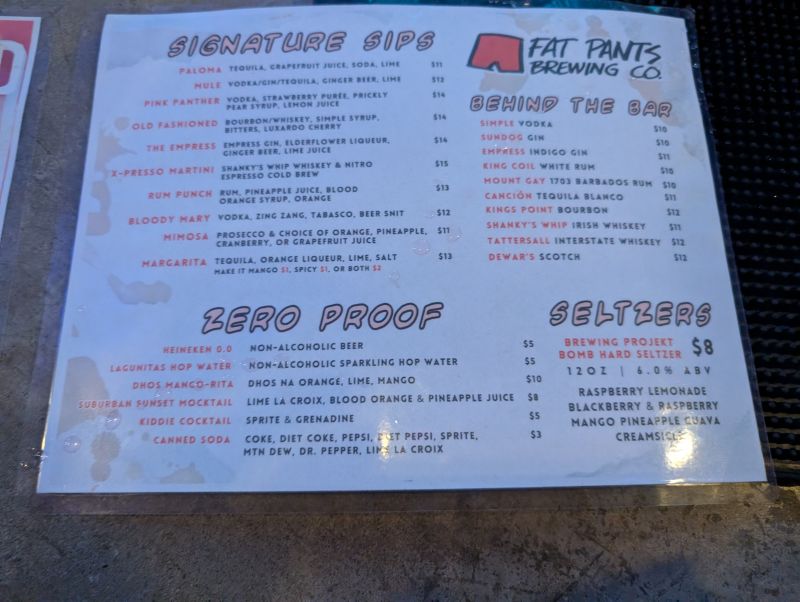 SIGNATURE SIPS
PALOMA TEQUILA, GRAPEFRUIT JUICE, SODA, LIME $11
MULE VODKA/GIN/TEQUILA, GINGER BEER, LIME $12
PINK PANTHER VODKA, STRAWBERRY PURÉE, PRICKLY $14
PEAR SYRUP, LEMON JUICE
OLD FASHIONED BOURBON/WHISKEY, SIMPLE SYRUP, $14
BITTERS, LUXARDO CHERRY
THE EMPRESS EMPRESS GIN, ELDERFLOWER LIQUEUR, $14
GINGER BEER, LIME JUICE
X-PRESSO MARTINI SHANKY'S WHIP WHISKEY & NITRO $15
ESPRESSO COLD BREW
RUM PUNCH RUM, PINEAPPLE JUICE, BLOOD $13
ORANGE SYRUP, ORANGE
BLOODY MARY VODKA, ZING ZANG, TABASCO, BEER SNIT $12
MIMOSA PROSECCO & CHOICE OF ORANGE, PINEAPPLE, $11
CRANBERRY, OR GRAPEFRUIT JUICE
MARGARITA TEQUILA, ORANGE LIQUEUR, LIME, SALT $13
MAKE IT MANGO $1, SPICY $1, OR BOTH $2
FAT PANTS
BREWING CO.
BEHIND THE BAR
SIMPLE VODKA $10
SUNDOG GIN $10
EMPRESS INDIGO GIN $11
KING COIL WHITE RUM $10
MOUNT GAY 1703 BARBADOS RUM $10
CANCIÓN TEQUILA BLANCO $11
KINGS POINT BOURBON $12
SHANKY'S WHIP IRISH WHISKEY $11
TATTERSALL INTERSTATE WHISKEY $12
DEWAR'S SCOTCH $12
ZERO PROOF
HEINEKEN 0.0 NON-ALCOHOLIC BEER $5
LAGUNITAS HOP WATER NON-ALCOHOLIC SPARKLING HOP WATER $5
DHOS MANGO-RITA DHOS NA ORANGE, LIME, MANGO $10
SUBURBAN SUNSET MOCKTAIL LIME LA CROIX, BLOOD ORANGE & PINEAPPLE JUICE $8
KIDDIE COCKTAIL SPRITE & GRENADINE $5
CANNED SODA COKE, DIET COKE, PEPSI, DIET PEPSI, SPRITE, $3
MTN DEW, DR. PEPPER, LIME LA CROIX
SELTZERS
BREWING PROJEKT
BOMB HARD SELTZER $8
12OZ | 6.0% ABV
RASPBERRY LEMONADE
BLACKBERRY & RASPBERRY
MANGO PINEAPPLE GUAVA
CREAMSICLE